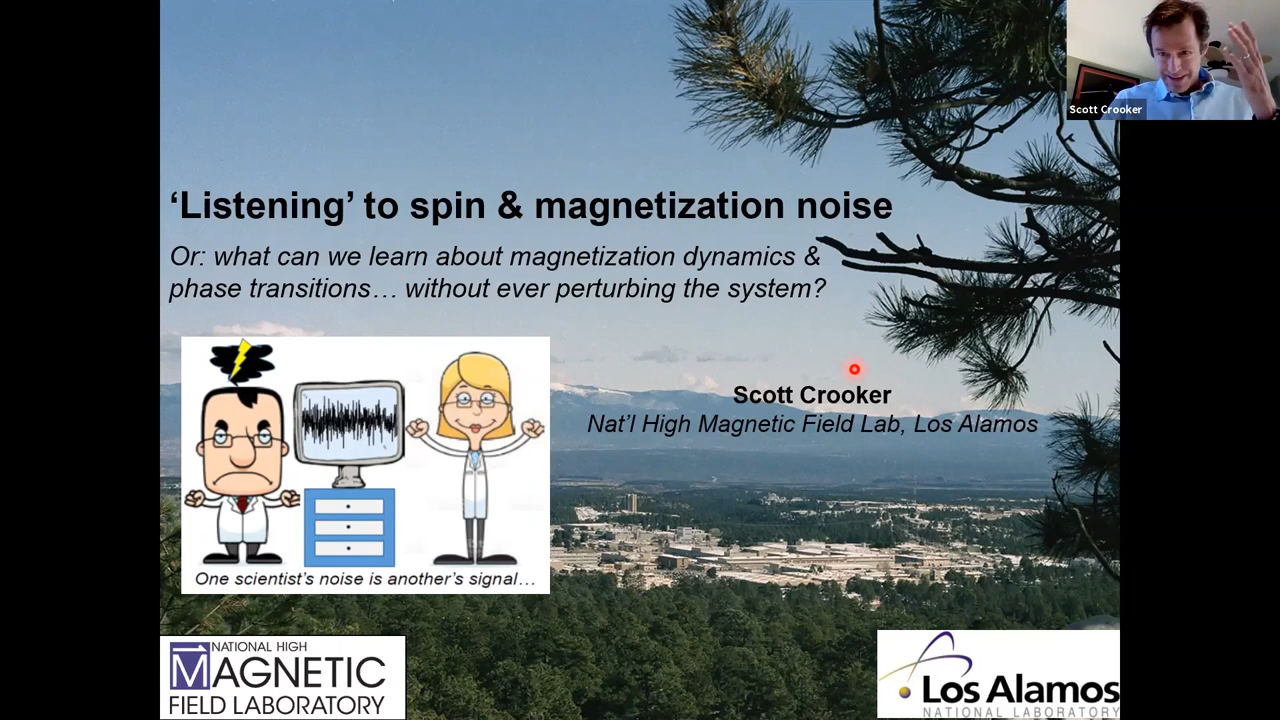 Scott Crooker
‘Listening’ to spin & magnetization noise
Or: what can we learn about magnetization dynamics &
phase transitions… without ever perturbing the system?
Scott Crooker
Nat’l High Magnetic Field Lab, Los Alamos
One scientist’s noise is another’s signal…
NATIONAL HIGH
MAGNETIC
FIELD LABORATORY
Los Alamos
NATIONAL LABORATORY